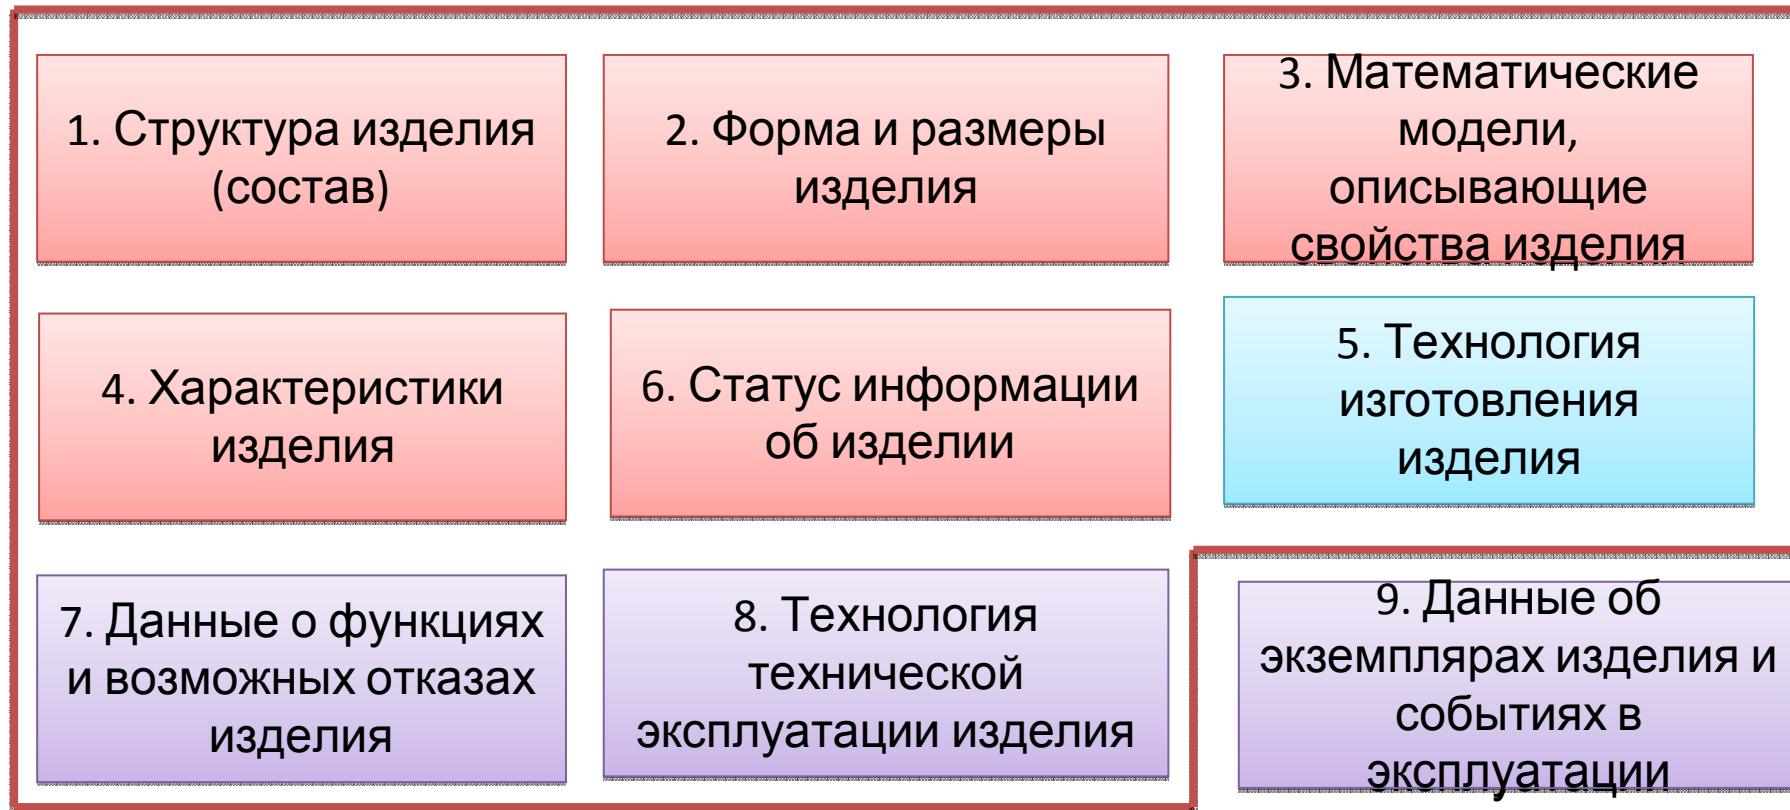 1. Структура изделия
(состав)
2. Форма и размеры
изделия
3. Математические
модели,
описывающие
свойства изделия
4. Характеристики
изделия
6. Статус информации
об изделии
5. Технология
изготовления
изделия
7. Данные о функциях
и возможных отказах
изделия
8. Технология
технической
эксплуатации изделия
9. Данные об
экземплярах изделия и
событиях в
эксплуатации